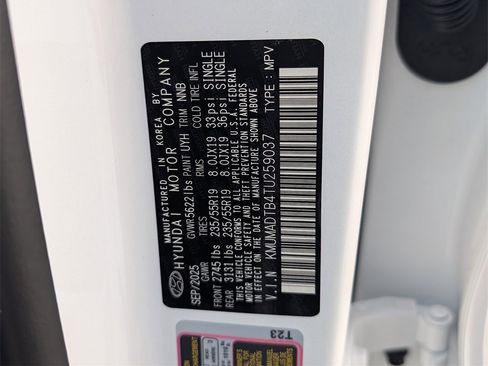 MANUFACTURED IN KOREA BY
HYUNDAI MOTOR COMPANY
SEP/2025 GVWR 5622 lbs PAINT UYH TRIM NNB
GAWR TIRES RIMS COLD TIRE INFL
FRONT 2745 lbs 235/55R19 8.0JX19 33psi SINGLE
REAR 3131 lbs 235/55R19 8.0JX19 36psi SINGLE
THIS VEHICLE CONFORMS TO ALL APPLICABLE U.S.A. FEDERAL
MOTOR VEHICLE SAFETY AND THEFT PREVENTION STANDARDS
IN EFFECT ON THE DATE OF MANUFACTURE SHOWN ABOVE
V.I.N : KMUMADTB4TU259037 TYPE : MPV
T23